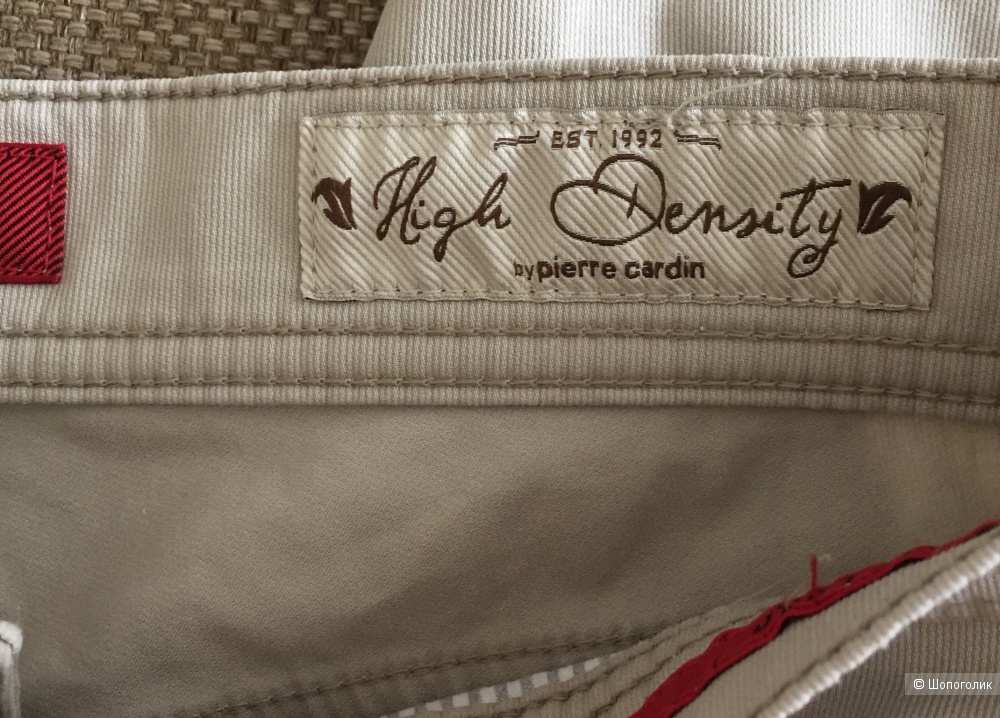 EST. 1992
High Density
by pierre cardin
© Шопоголик